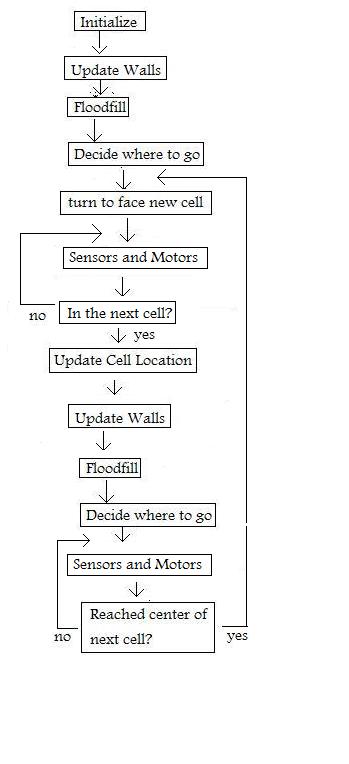 Initialize
Update Walls
Floodfill
Decide where to go
turn to face new cell
Sensors and Motors
no
In the next cell?
yes
Update Cell Location
Update Walls
Floodfill
Decide where to go
Sensors and Motors
Reached center of
next cell?
no
yes